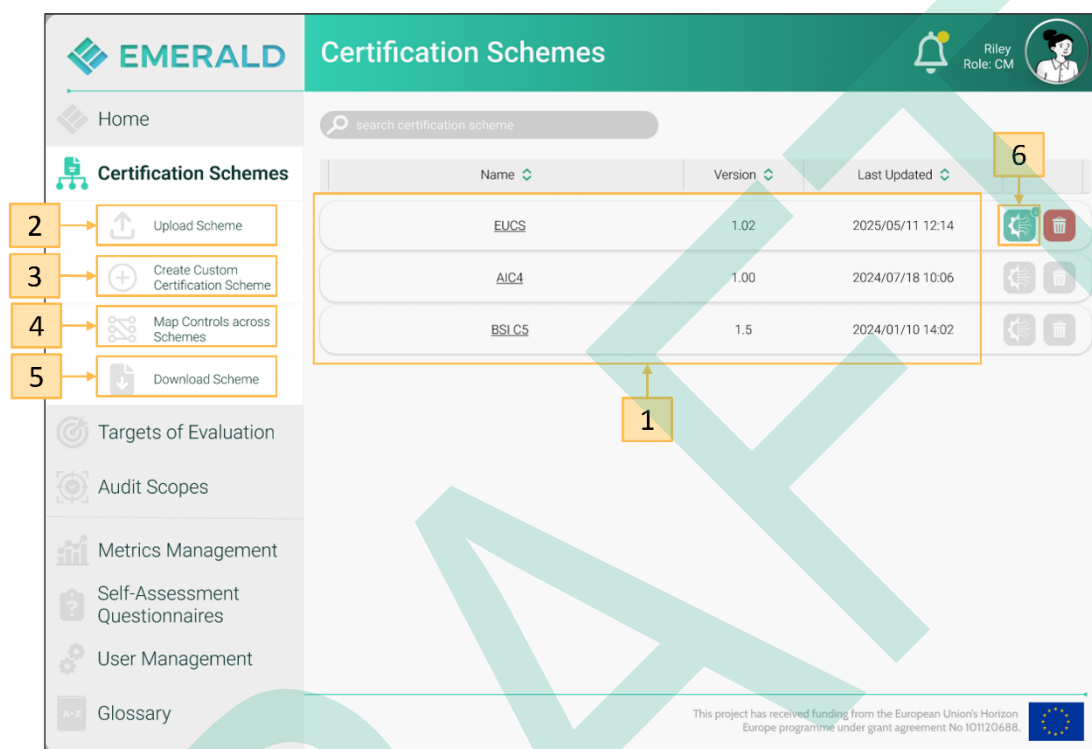 EMERALD
Certification Schemes
Riley
Role: CM
Home
search certification scheme
Certification Schemes
Name
Version
Last Updated
6
2
Upload Scheme
EUCS
1.02
2025/05/11 12:14
3
Create Custom
Certification Scheme
AIC4
1.00
2024/07/18 10:06
4
Map Controls across
Schemes
BSI C5
1.5
2024/01/10 14:02
5
Download Scheme
1
Targets of Evaluation
Audit Scopes
Metrics Management
Self-Assessment
Questionnaires
?
User Management
A-Z
Glossary
This project has received funding from the European Union's Horizon
Europe programme under grant agreement No 101120688.